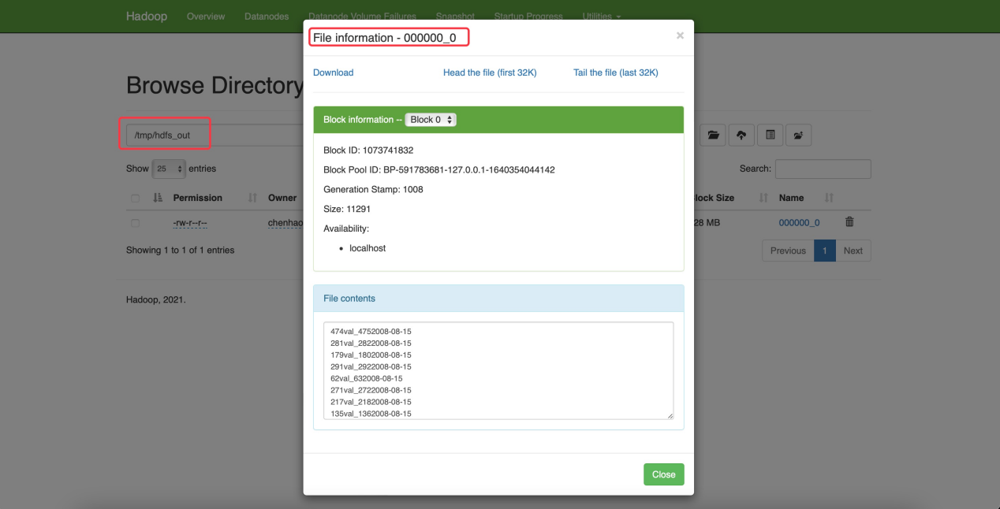 Hadoop Overview Datanodes Datanode Volume Failures Snapshot Startup Progress Utilities
File information - 000000_0 ×
Download Head the file (first 32K) Tail the file (last 32K)
Browse Directory
Block information -- Block 0
/tmp/hdfs_out
Block ID: 1073741832
Block Pool ID: BP-591783681-127.0.0.1-1640354044142
Show 25 entries
Search:
Generation Stamp: 1008
Permission Owner lock Size Name
Size: 11291
-rw-r--r-- chenhao 28 MB 000000_0
Availability:
localhost
Showing 1 to 1 of 1 entries
Previous 1 Next
Hadoop, 2021.
File contents
474val_4752008-08-15
281val_2822008-08-15
179val_1802008-08-15
291val_2922008-08-15
62val_632008-08-15
271val_2722008-08-15
217val_2182008-08-15
135val_1362008-08-15
Close